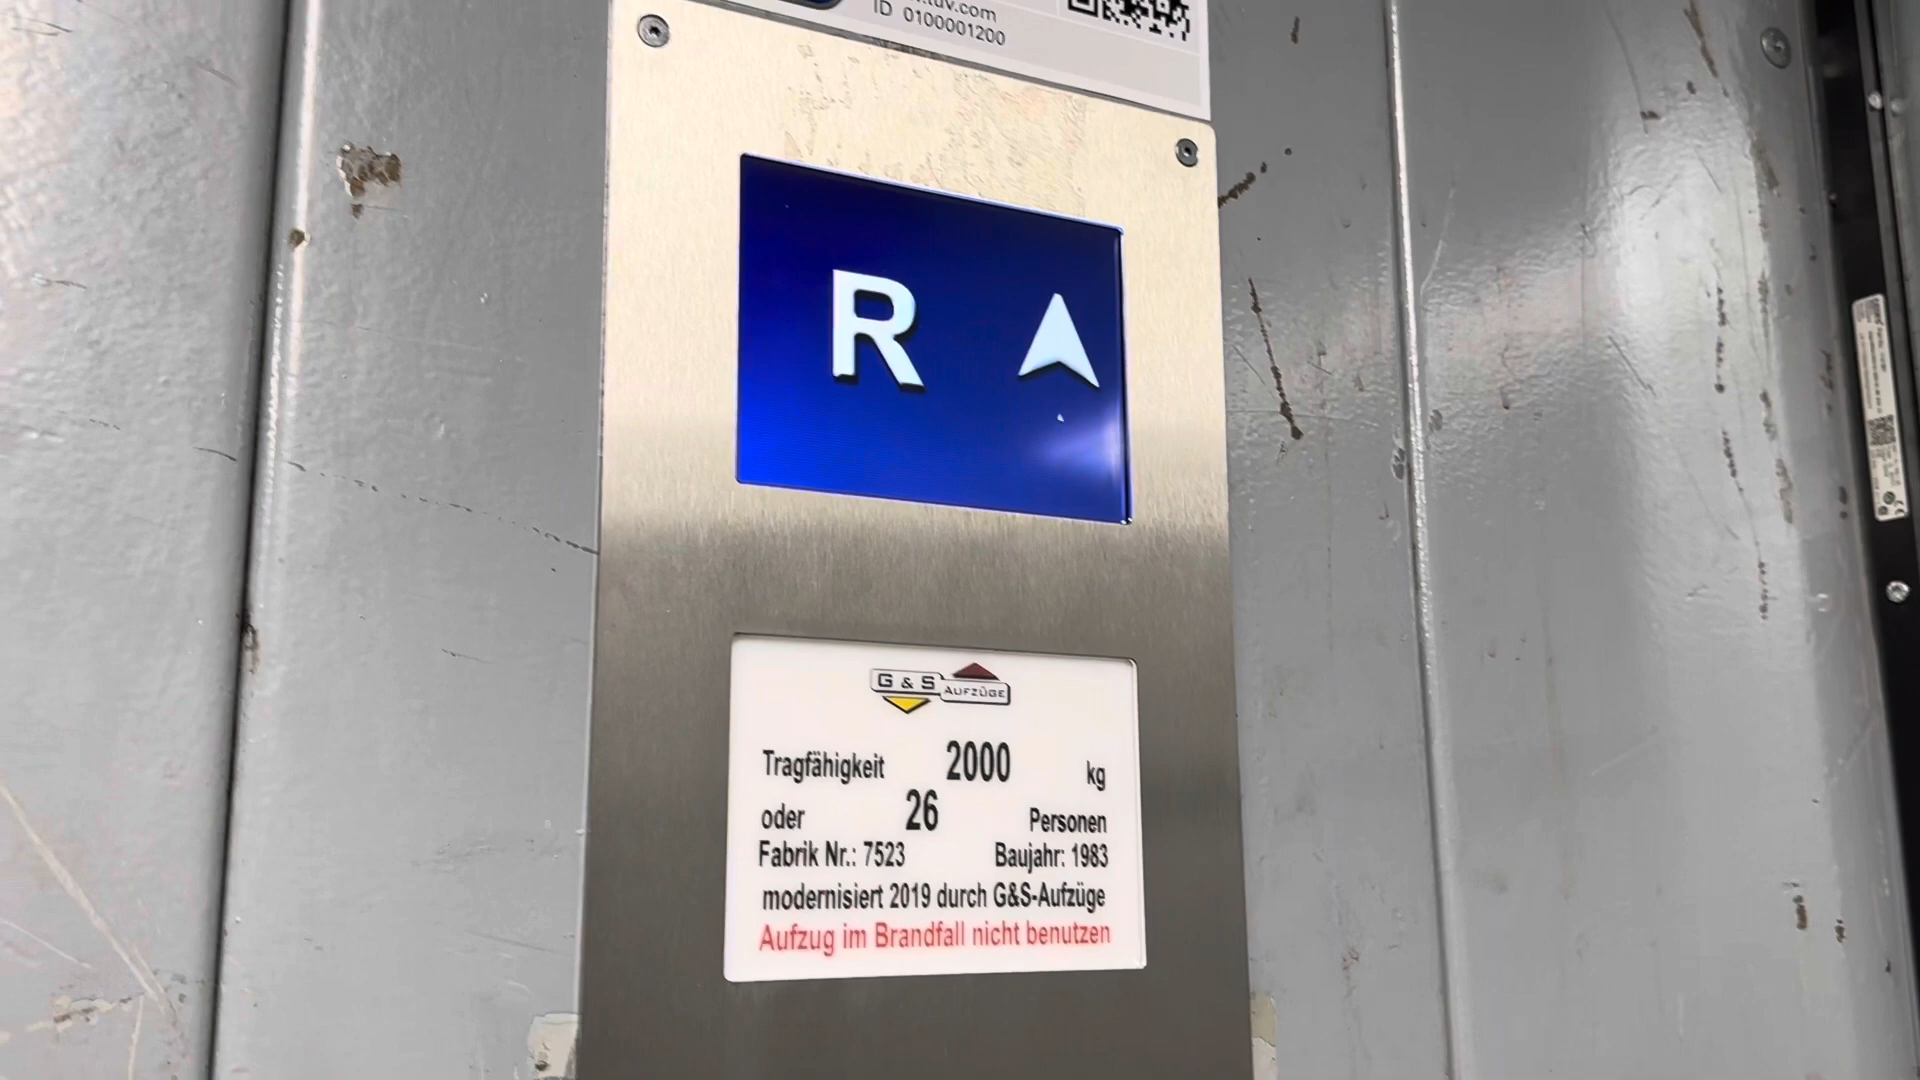 ID 0100001200
R
G & S AUFZÜGE
Tragfähigkeit 2000 kg
oder 26 Personen
Fabrik Nr.: 7523 Baujahr: 1983
modernisiert 2019 durch G&S-Aufzüge
Aufzug im Brandfall nicht benutzen